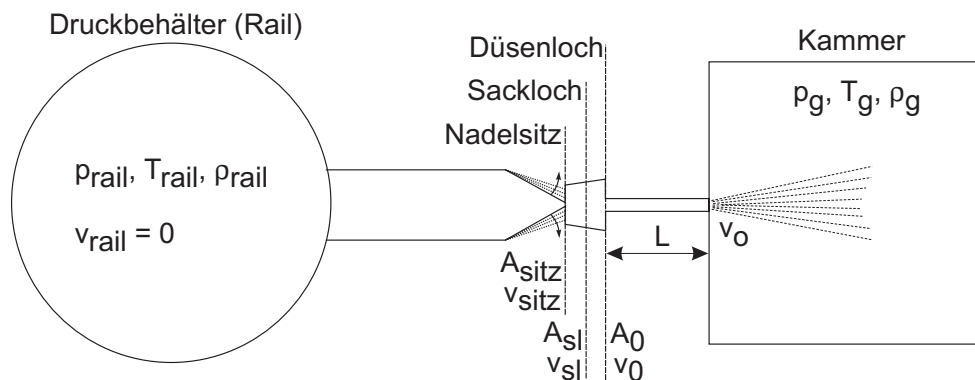 Druckbehälter (Rail)
Düsenloch
Kammer
Sackloch
Nadelsitz
p_g, T_g, ρ_g
p_rail, T_rail, ρ_rail
v_rail = 0
L
v_o
A_sitz
v_sitz
A_sl
v_sl
A_0
v_0